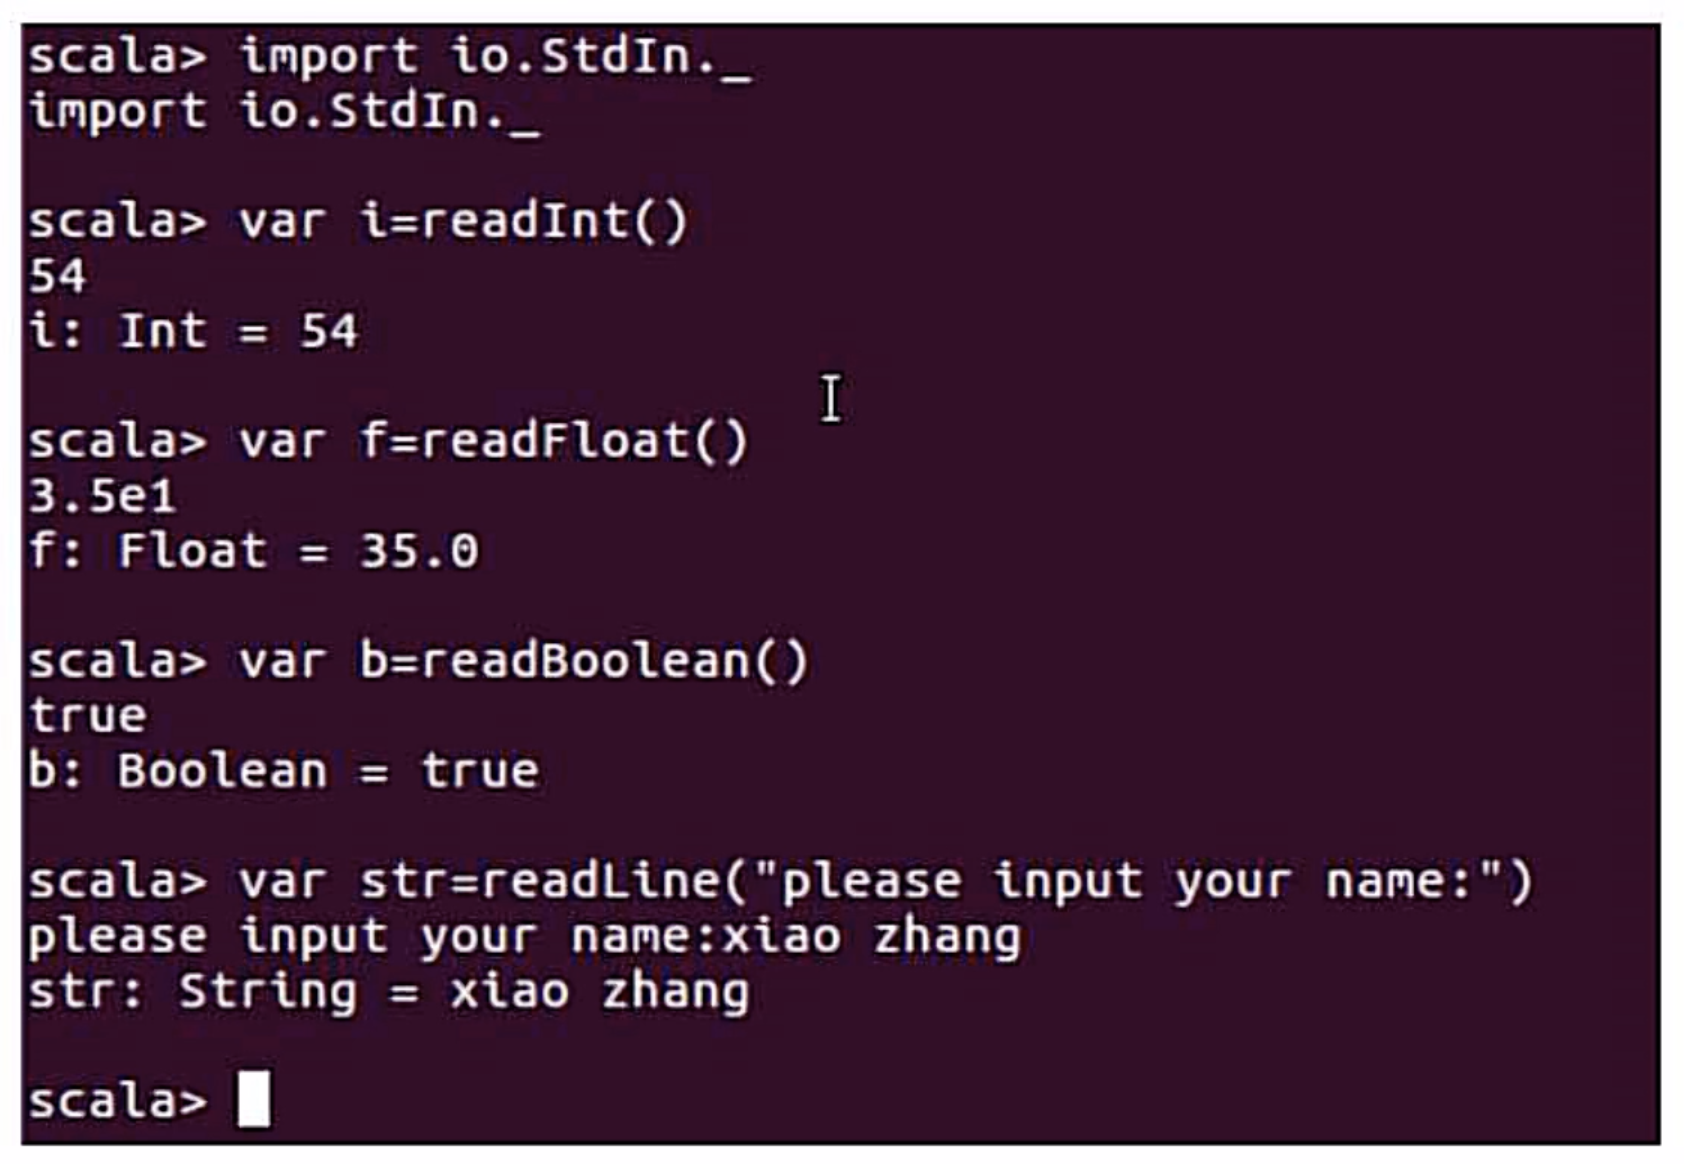 scala> import io.StdIn._
import io.StdIn._
scala> var i=readInt()
54
i: Int = 54
scala> var f=readFloat()
3.5e1
f: Float = 35.0
scala> var b=readBoolean()
true
b: Boolean = true
scala> var str=readLine("please input your name:")
please input your name:xiao zhang
str: String = xiao zhang
scala>